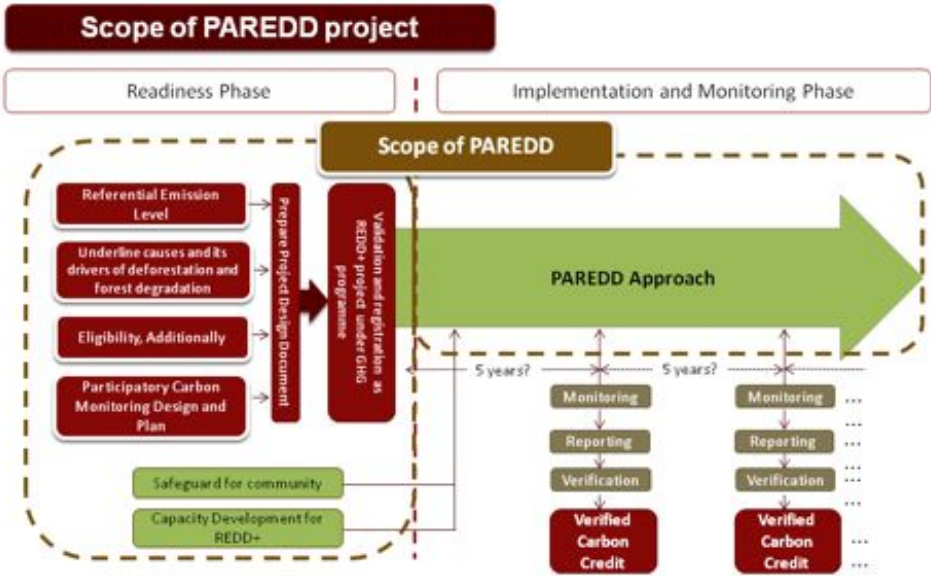 Scope of PAREDD project
Readiness Phase
Implementation and Monitoring Phase
Scope of PAREDD
Referential Emission
Level
Underline causes and its
drivers of deforestation and
forest degradation
Eligibility, Additionally
Participatory Carbon
Monitoring Design and
Plan
Prepare Project Design Document
Validation and registration as
REDD+ project under GHG
programme
PAREDD Approach
5 years?
5 years?
Monitoring
Monitoring
...
Reporting
Reporting
...
...
Verification
Verification
...
...
Verified
Carbon
Credit
Verified
Carbon
Credit
...
...
Safeguard for community
Capacity Development for
REDD+